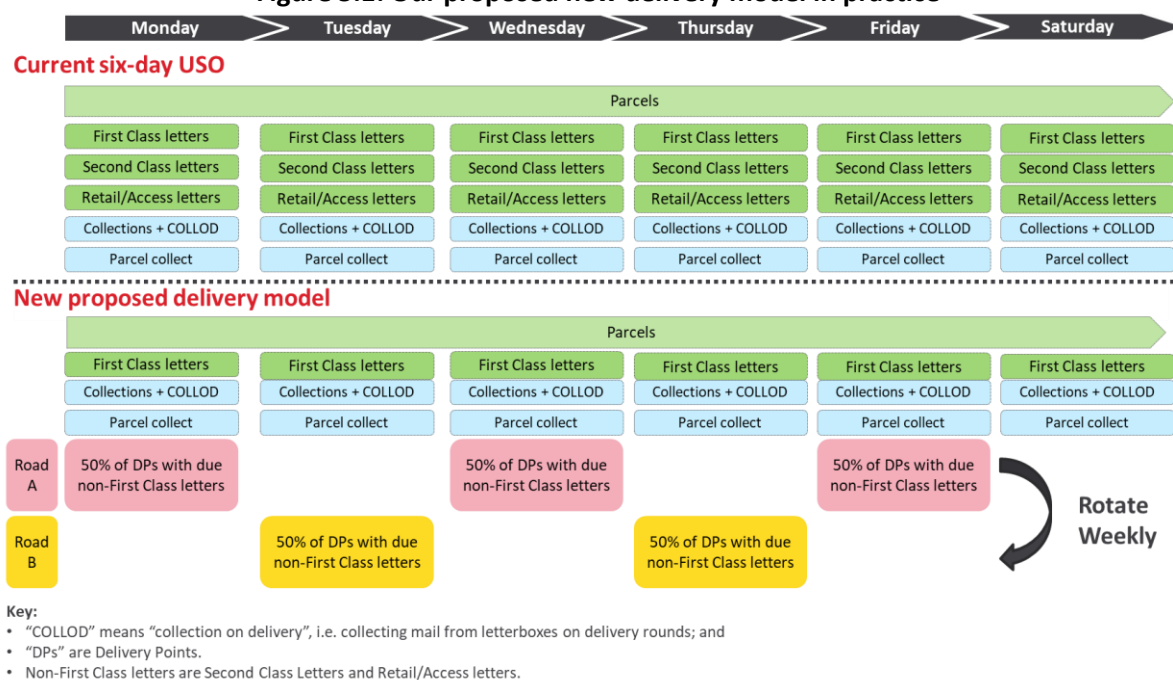 Our proposed new delivery model in practice
Monday Tuesday Wednesday Thursday Friday Saturday
Current six-day USO
Parcels
First Class letters First Class letters First Class letters First Class letters First Class letters First Class letters
Second Class letters Second Class letters Second Class letters Second Class letters Second Class letters Second Class letters
Retail/Access letters Retail/Access letters Retail/Access letters Retail/Access letters Retail/Access letters Retail/Access letters
Collections + COLLOD Collections + COLLOD Collections + COLLOD Collections + COLLOD Collections + COLLOD Collections + COLLOD
Parcel collect Parcel collect Parcel collect Parcel collect Parcel collect Parcel collect
New proposed delivery model
Parcels
First Class letters First Class letters First Class letters First Class letters First Class letters First Class letters
Collections + COLLOD Collections + COLLOD Collections + COLLOD Collections + COLLOD Collections + COLLOD Collections + COLLOD
Parcel collect Parcel collect Parcel collect Parcel collect Parcel collect Parcel collect
Road
A
50% of DPs with due
non-First Class letters
50% of DPs with due
non-First Class letters
50% of DPs with due
non-First Class letters
Rotate
Weekly
Road
B
50% of DPs with due
non-First Class letters
50% of DPs with due
non-First Class letters
Key:
• "COLLOD" means "collection on delivery", i.e. collecting mail from letterboxes on delivery rounds; and
• "DPs" are Delivery Points.
• Non-First Class letters are Second Class Letters and Retail/Access letters.